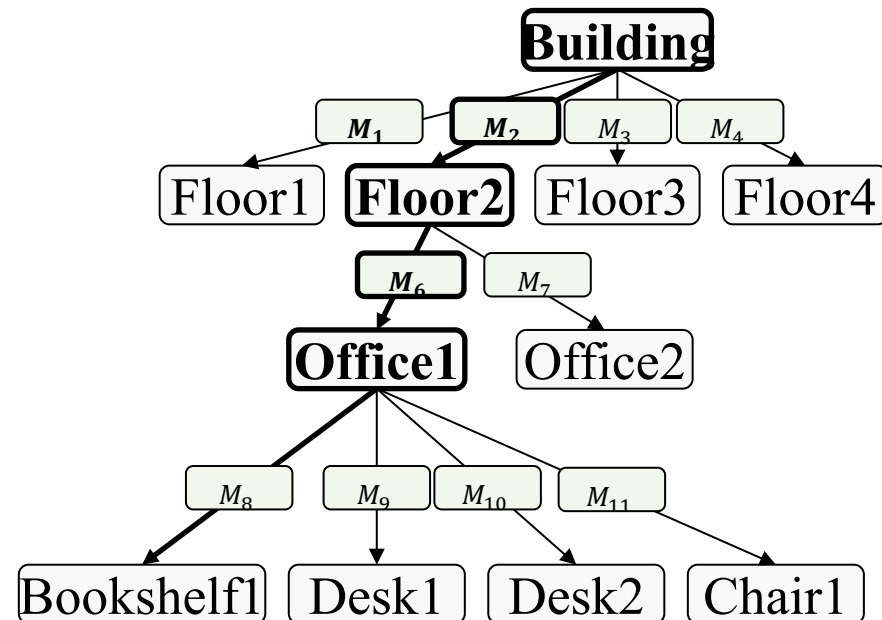 Building
M₁ M₂ M₃ M₄
Floor1 Floor2 Floor3 Floor4
M₆ M₇
Office1 Office2
M₈ M₉ M₁₀ M₁₁
Bookshelf1 Desk1 Desk2 Chair1